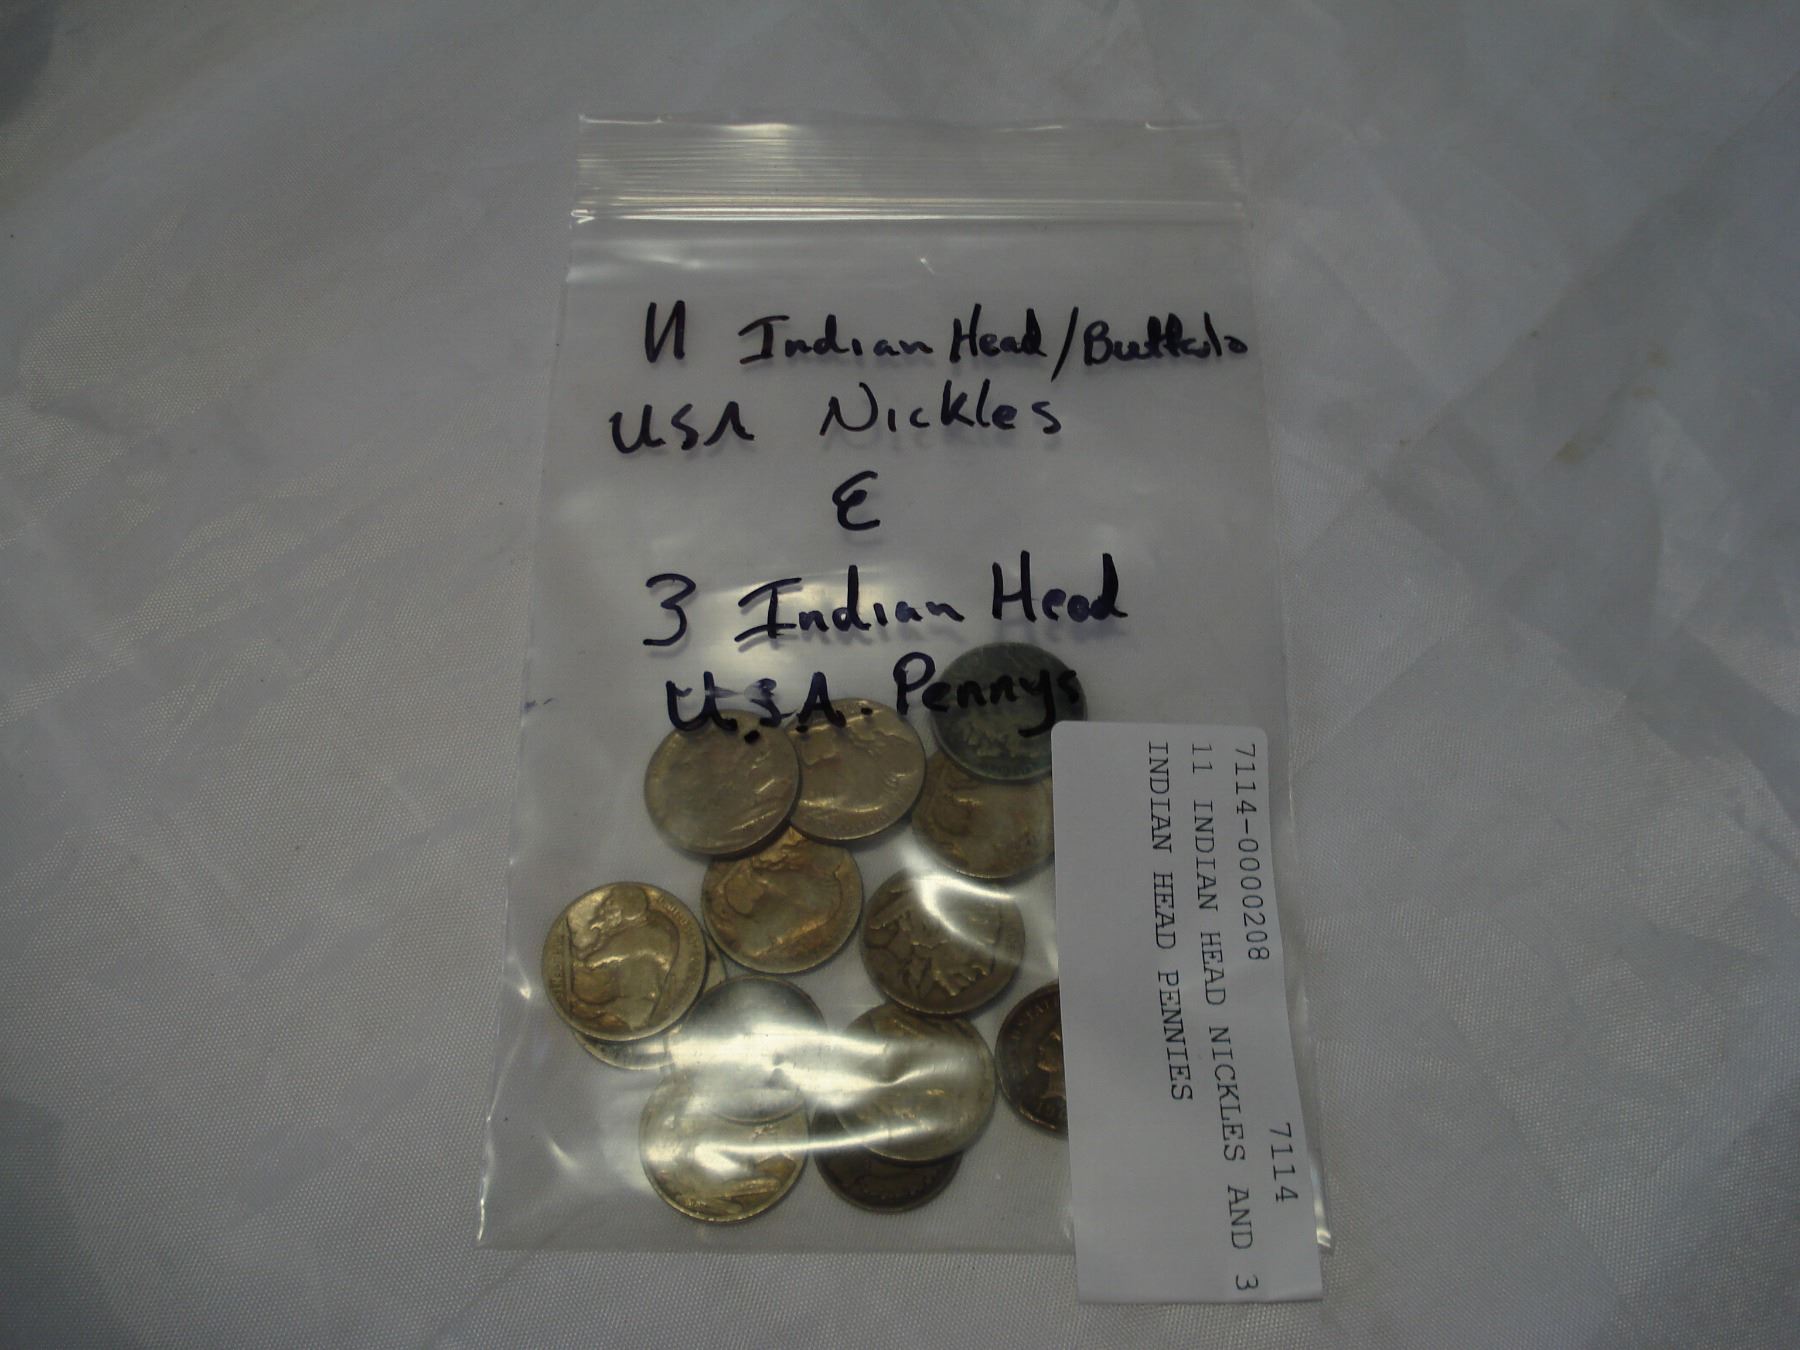 11 Indian Head/Buffalo
USA Nickles
&
3 Indian Head
U.S.A. Pennys
7114
7114-0000208
11 INDIAN HEAD NICKLES AND 3
INDIAN HEAD PENNIES